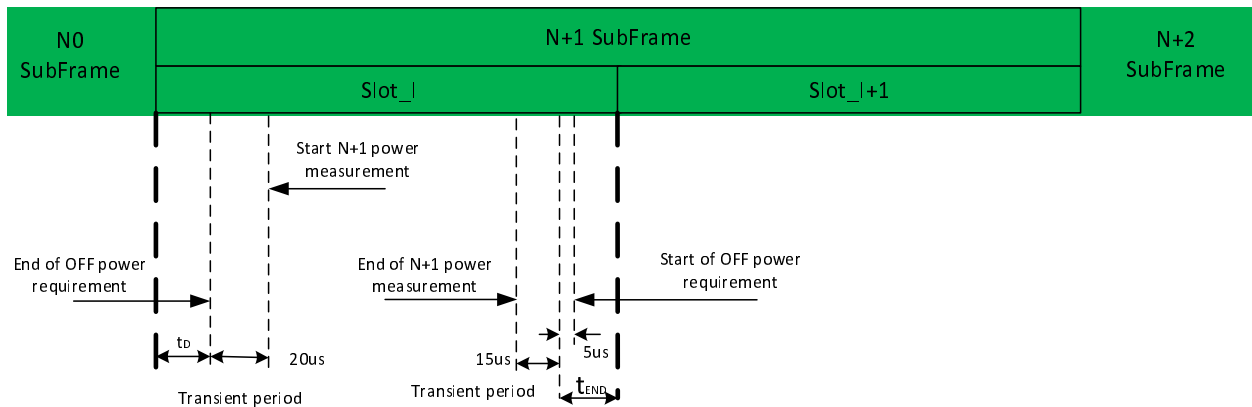 N0
SubFrame
N+1 SubFrame
N+2
SubFrame
Slot_I
Slot_I+1
Start N+1 power
measurement
End of OFF power
requirement
End of N+1 power
measurement
Start of OFF power
requirement
tD
20us
15us
5us
Transient period
Transient period
tEND